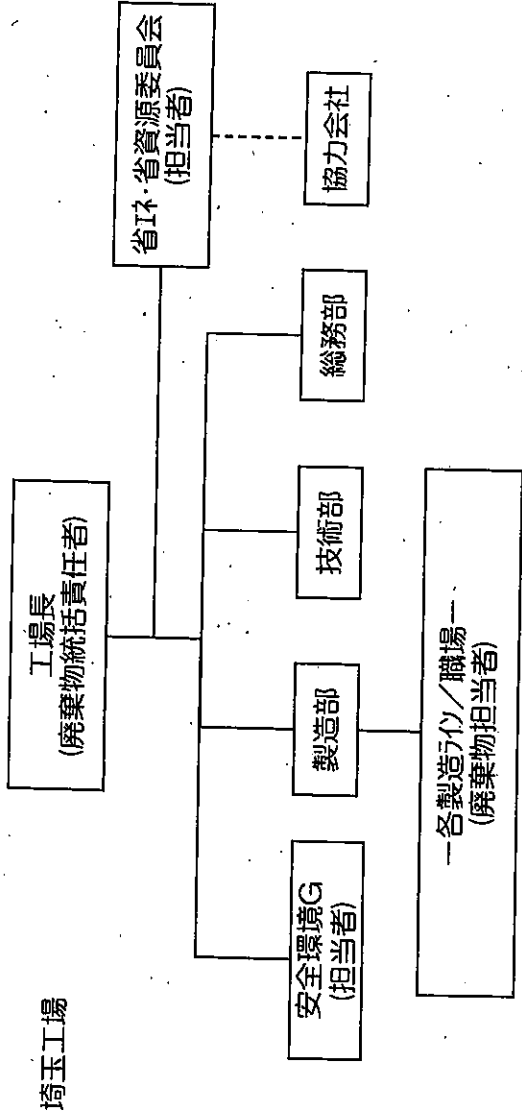 埼玉工場
工場長
(廃棄物統括責任者)
省エネ・省資源委員会
(担当者)
安全環境G
(担当者)
製造部
技術部
総務部
協力会社
ー各製造ライン/職場ー
(廃棄物担当者)